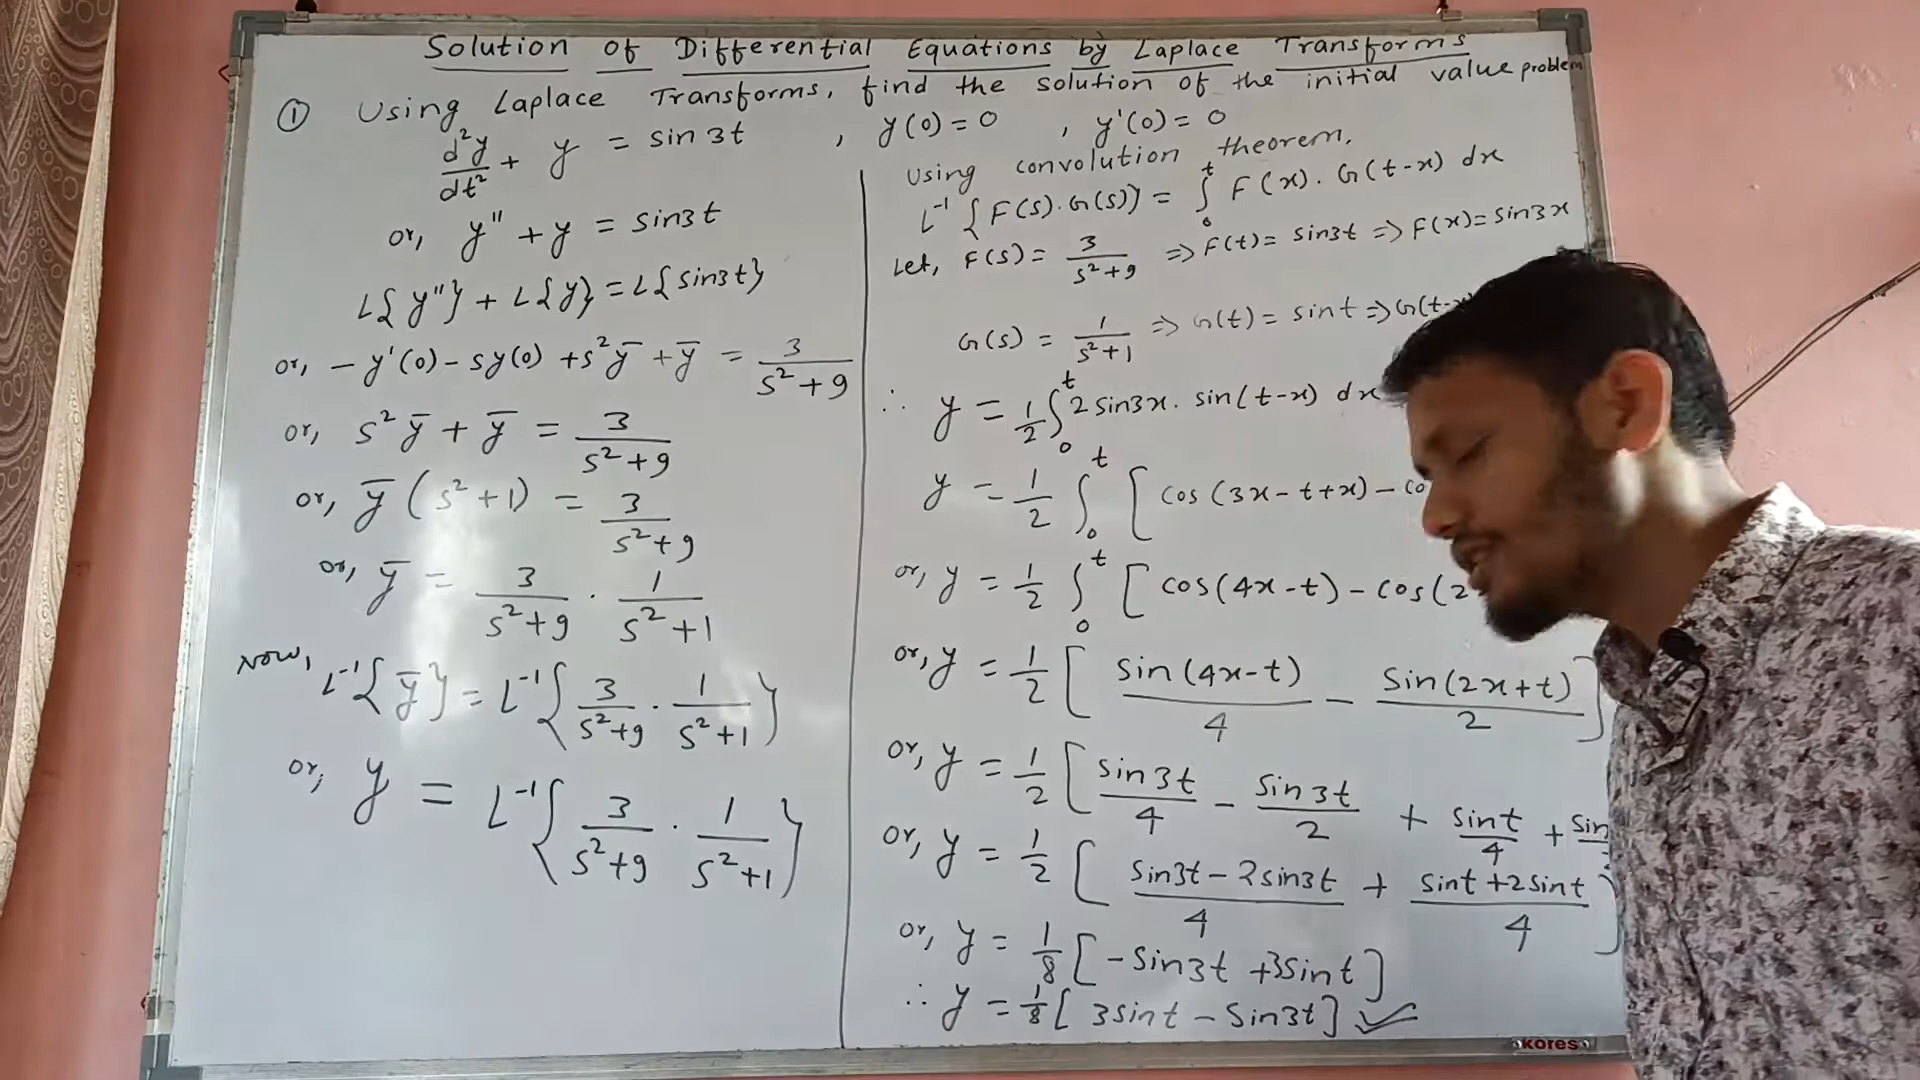 Solution of Differential Equations by Laplace Transforms
① Using Laplace Transforms, find the solution of the initial value problem
d²y/dt² + y = sin 3t , y(0) = 0 , y'(0) = 0
or, y'' + y = sin3t
L{y''} + L{y} = L{sin3t}
or, -y'(0) - sy(0) + s²ȳ + ȳ = 3/(s²+9)
or, s²ȳ + ȳ = 3/(s²+9)
or, ȳ(s²+1) = 3/(s²+9)
or, ȳ = 3/(s²+9) . 1/(s²+1)
Now, L⁻¹{ȳ} = L⁻¹{3/(s²+9) . 1/(s²+1)}
or, y = L⁻¹{3/(s²+9) . 1/(s²+1)}
Using convolution theorem,
L⁻¹{F(s).G(s)} = ∫₀ᵗ F(x). G(t-x) dx
Let, F(s) = 3/(s²+9) => F(t) = sin3t => F(x) = sin3x
G(s) = 1/(s²+1) => G(t) = sint => G(t-x)
∴ y = 1/2 ∫₀ᵗ 2 sin3x. sin(t-x) dx
y = 1/2 ∫₀ᵗ [cos(3x-t+x) - co
or, y = 1/2 ∫₀ᵗ [cos(4x-t) - cos(2
or, y = 1/2 [sin(4x-t)/4 - sin(2x+t)/2]
or, y = 1/2 [sin3t/4 - sin3t/2 + sint/4 + sin
or, y = 1/2 [(sin3t - 2sin3t)/4 + (sint + 2sint)/4]
or, y = 1/8 [-sin3t + 3sint]
∴ y = 1/8 [3sint - sin3t] ✓
kores